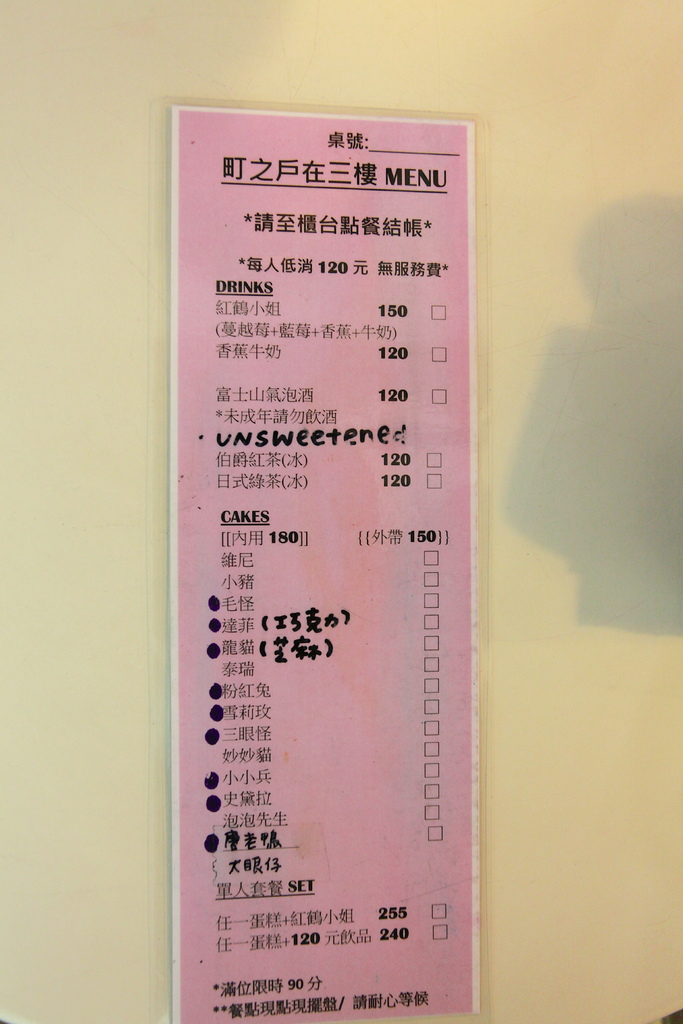 桌號:
町之戶在三樓 MENU
*請至櫃台點餐結帳*
*每人低消 120 元 無服務費*
DRINKS
紅鶴小姐 150 □
(蔓越莓+藍莓+香蕉+牛奶)
香蕉牛奶 120 □
富士山氣泡酒 120 □
*未成年請勿飲酒
· UNSWeetened
伯爵紅茶(冰) 120 □
日式綠茶(冰) 120 □
CAKES
[[內用 180]] {{外帶 150}}
維尼 □
小豬 □
毛怪 □
達菲 (巧克力) □
龍貓 (芝麻) □
泰瑞 □
粉紅兔 □
雪莉玫 □
三眼怪 □
妙妙貓 □
小小兵 □
史黛拉 □
泡泡先生 □
唐老鴨 □
大眼仔
單人套餐 SET
任一蛋糕+紅鶴小姐 255 □
任一蛋糕+120 元飲品 240 □
*滿位限時 90 分
**餐點現點現擺盤/ 請耐心等候